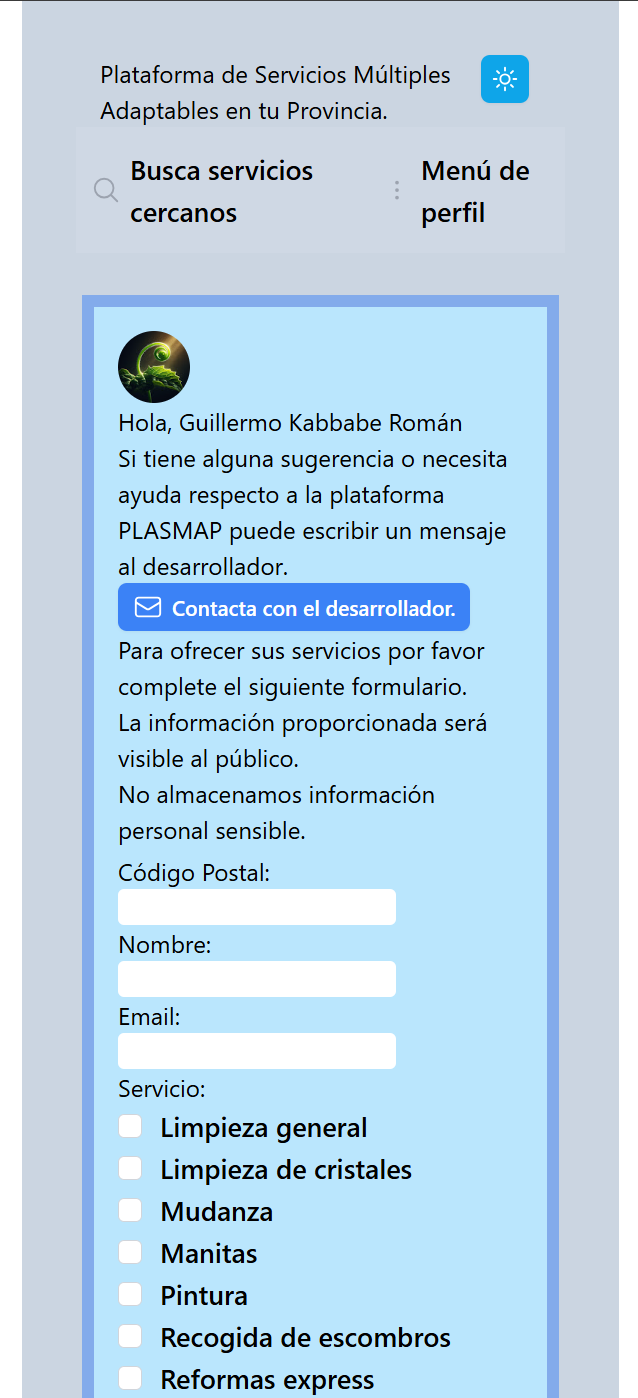 Plataforma de Servicios Múltiples
Adaptables en tu Provincia.
Busca servicios
cercanos
Menú de
perfil
Hola, Guillermo Kabbabe Román
Si tiene alguna sugerencia o necesita
ayuda respecto a la plataforma
PLASMAP puede escribir un mensaje
al desarrollador.
Contacta con el desarrollador.
Para ofrecer sus servicios por favor
complete el siguiente formulario.
La información proporcionada será
visible al público.
No almacenamos información
personal sensible.
Código Postal:
Nombre:
Email:
Servicio:
Limpieza general
Limpieza de cristales
Mudanza
Manitas
Pintura
Recogida de escombros
Reformas express